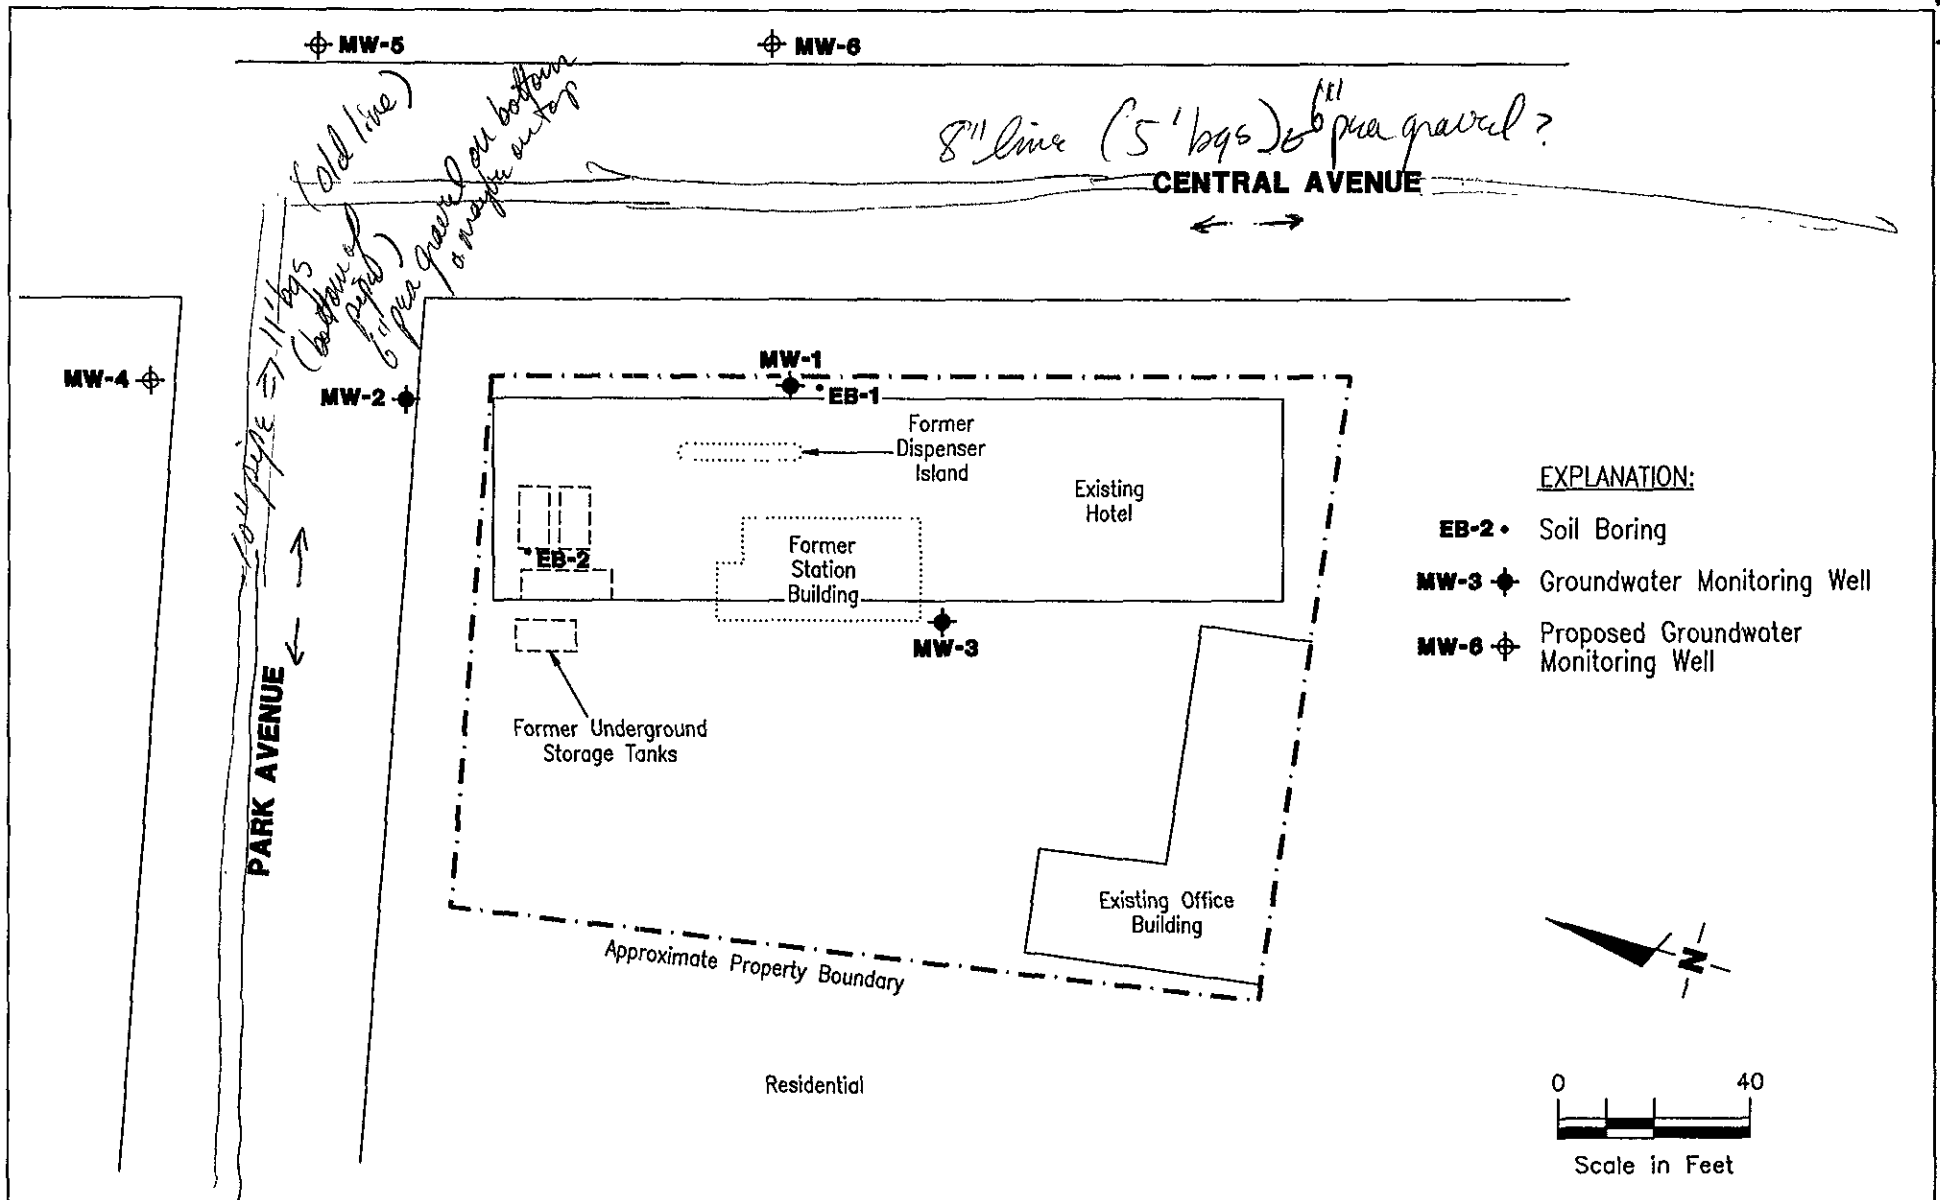 MW-5
MW-6
(old line)
8" line (5' bgs) 6" pea gravel?
CENTRAL AVENUE
10" pipe → 11' bgs
(bottom of
pipe)
6" pea gravel on bottom
& maybe on top
MW-4
MW-2
MW-1
EB-1
Former
Dispenser
Island
Existing
Hotel
EB-2
Former
Station
Building
MW-3
Former Underground
Storage Tanks
PARK AVENUE
EXPLANATION:
EB-2 • Soil Boring
MW-3 Groundwater Monitoring Well
MW-6 Proposed Groundwater
Monitoring Well
Existing Office
Building
Approximate Property Boundary
N
Residential
0 40
Scale in Feet